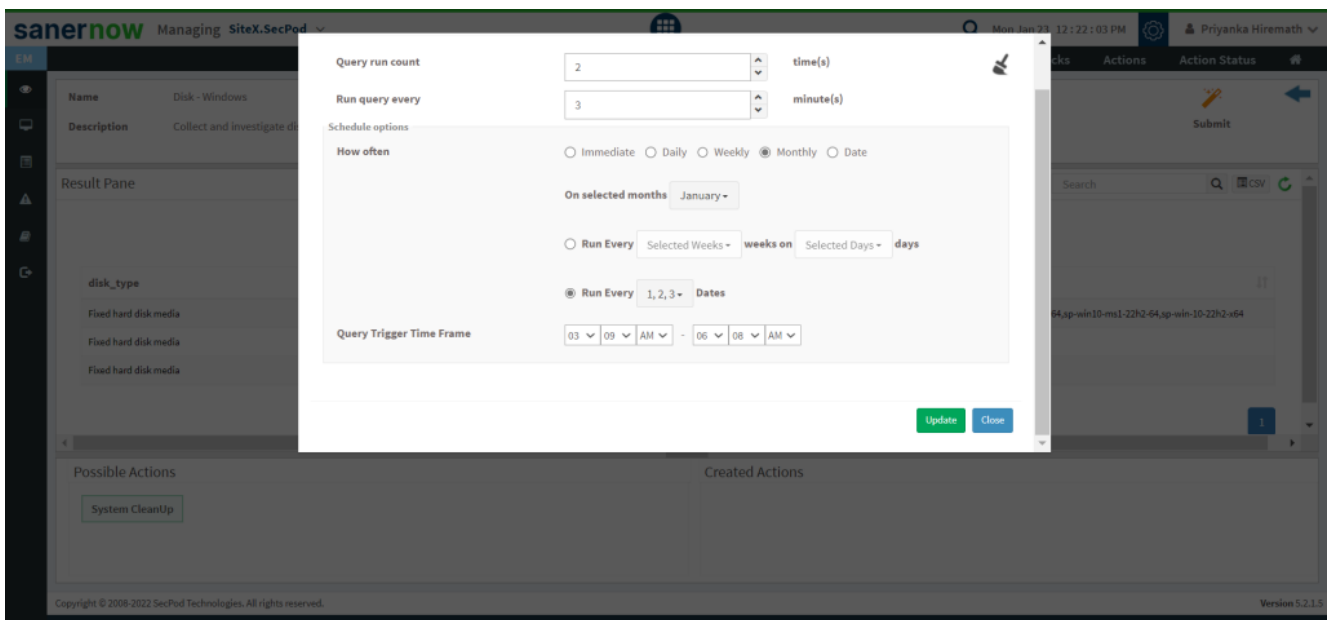 sanernow Managing SiteX.SecPod Mon Jan 23 12:22:03 PM Priyanka Hiremath
EM cks Actions Action Status
Query run count 2 time(s)
Run query every 3 minute(s)
Name Disk - Windows
Description Collect and investigate di
Submit
Schedule options
How often Immediate Daily Weekly Monthly Date
Result Pane Search CSV
On selected months January
Run Every Selected Weeks weeks on Selected Days days
disk_type
Run Every 1, 2, 3 Dates
Fixed hard disk media 64,sp-win10-ms1-22h2-64,sp-win-10-22h2-x64
Query Trigger Time Frame 03 09 AM - 06 08 AM
Fixed hard disk media
Fixed hard disk media
Update Close
1
Possible Actions Created Actions
System CleanUp
Copyright © 2008-2022 SecPod Technologies. All rights reserved. Version 5.2.1.5